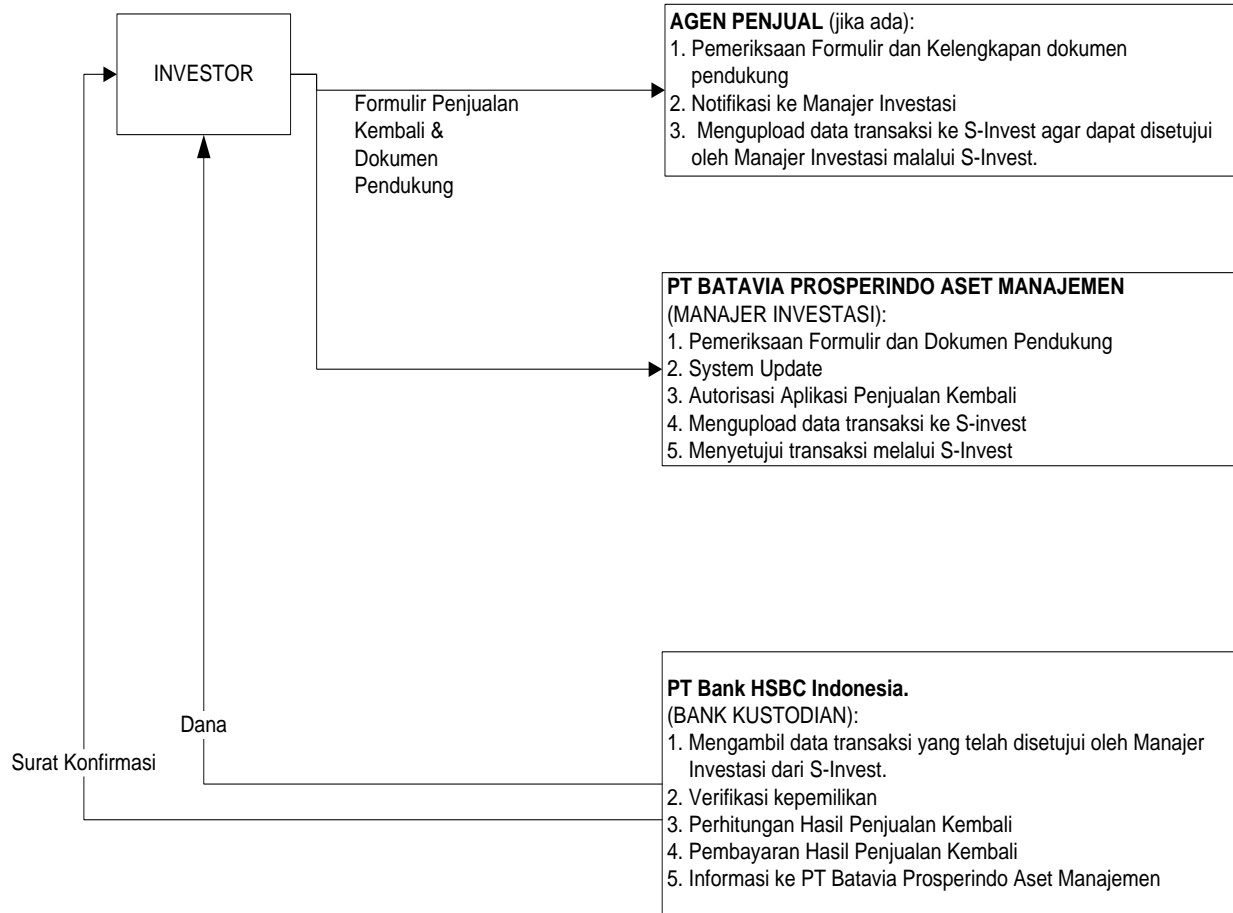 INVESTOR
Formulir Penjualan
Kembali &
Dokumen
Pendukung
AGEN PENJUAL (jika ada):
1. Pemeriksaan Formulir dan Kelengkapan dokumen
pendukung
2. Notifikasi ke Manajer Investasi
3. Mengupload data transaksi ke S-Invest agar dapat disetujui
oleh Manajer Investasi malalui S-Invest.
PT BATAVIA PROSPERINDO ASET MANAJEMEN
(MANAJER INVESTASI):
1. Pemeriksaan Formulir dan Dokumen Pendukung
2. System Update
3. Autorisasi Aplikasi Penjualan Kembali
4. Mengupload data transaksi ke S-invest
5. Menyetujui transaksi melalui S-Invest
Dana
Surat Konfirmasi
PT Bank HSBC Indonesia.
(BANK KUSTODIAN):
1. Mengambil data transaksi yang telah disetujui oleh Manajer
Investasi dari S-Invest.
2. Verifikasi kepemilikan
3. Perhitungan Hasil Penjualan Kembali
4. Pembayaran Hasil Penjualan Kembali
5. Informasi ke PT Batavia Prosperindo Aset Manajemen